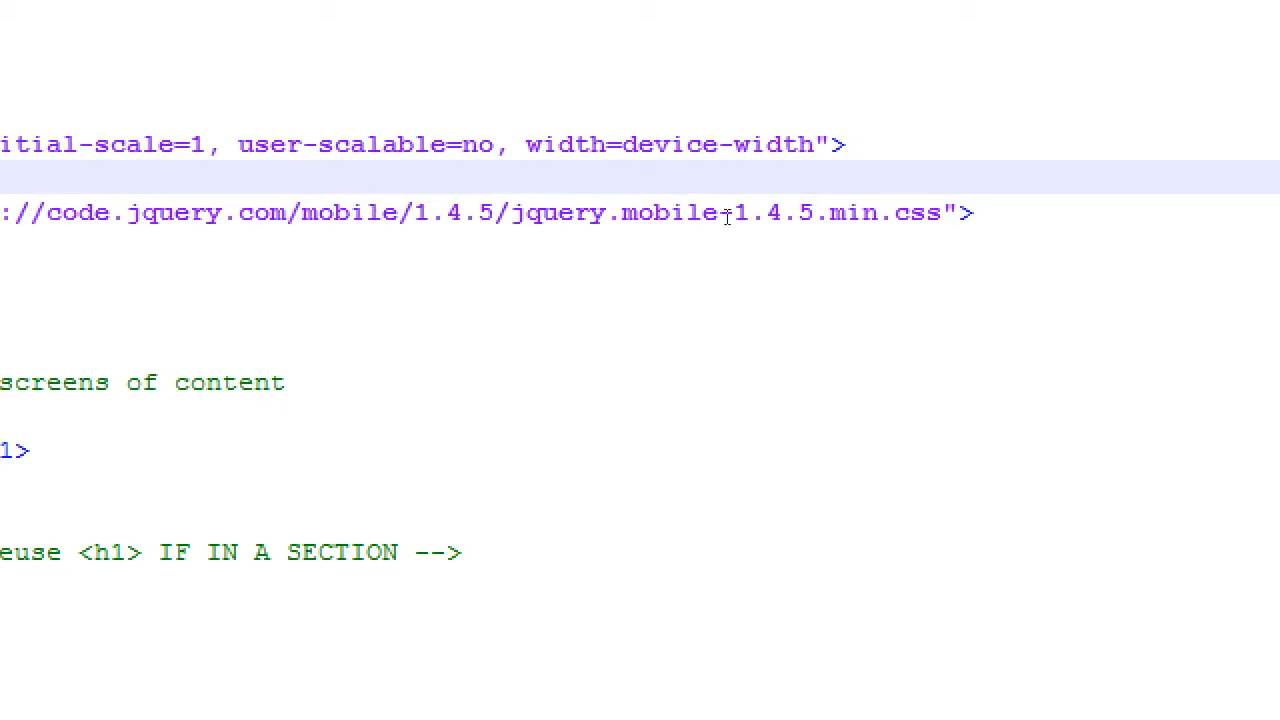 itial-scale=1, user-scalable=no, width=device-width">
://code.jquery.com/mobile/1.4.5/jquery.mobile-1.4.5.min.css">
screens of content
1>
euse <h1> IF IN A SECTION -->